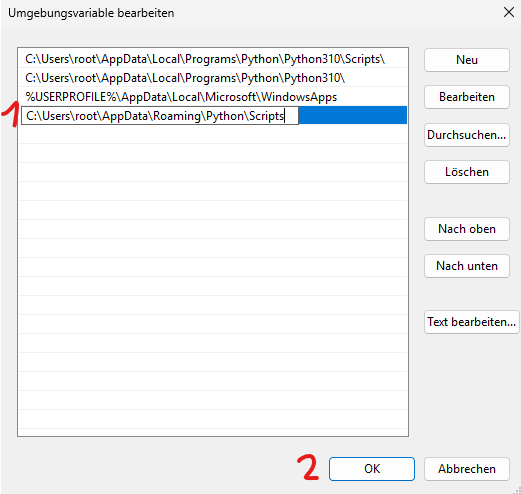 Umgebungsvariable bearbeiten
C:\Users\root\AppData\Local\Programs\Python\Python310\Scripts\
C:\Users\root\AppData\Local\Programs\Python\Python310\
%USERPROFILE%\AppData\Local\Microsoft\WindowsApps
1
C:\Users\root\AppData\Roaming\Python\Scripts
Neu
Bearbeiten
Durchsuchen...
Löschen
Nach oben
Nach unten
Text bearbeiten...
2
OK
Abbrechen